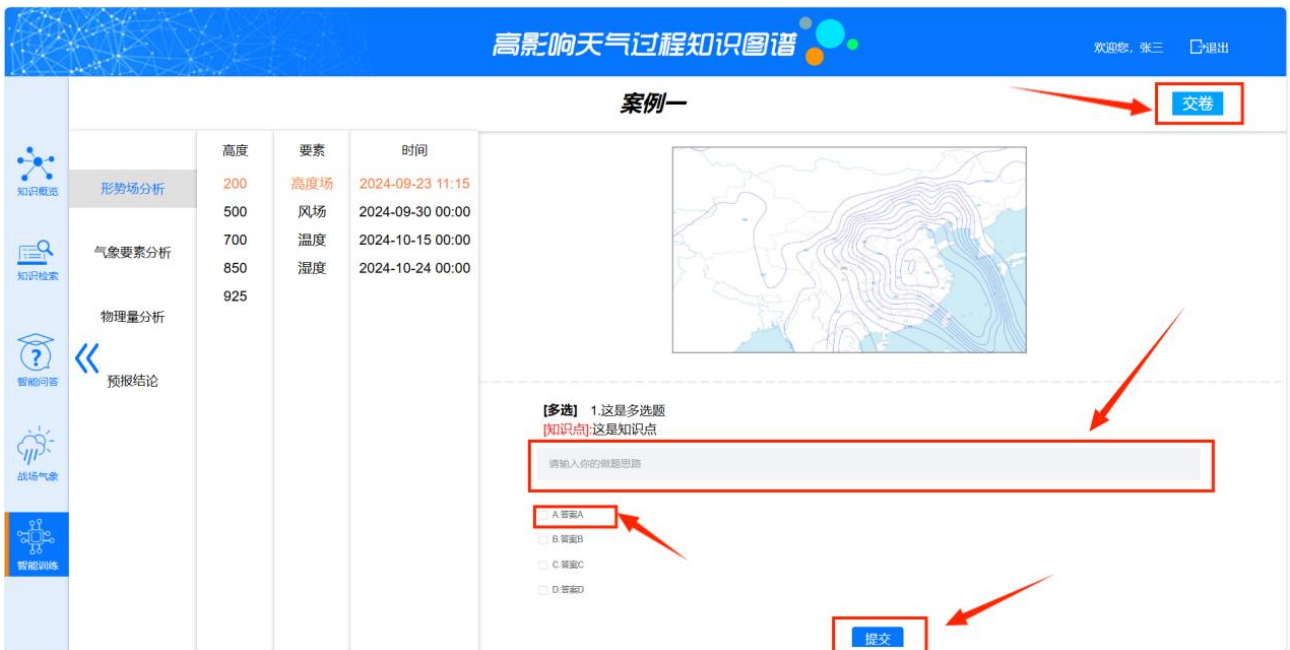 高影响天气过程知识图谱
欢迎您，张三 退出
案例一
交卷
知识概览
知识检索
智能问答
战场气象
智能训练
形势场分析
气象要素分析
物理量分析
预报结论
高度
200
500
700
850
925
要素
高度场
风场
温度
湿度
时间
2024-09-23 11:15
2024-09-30 00:00
2024-10-15 00:00
2024-10-24 00:00
[多选] 1.这是多选题
[知识点]:这是知识点
请输入你的做题思路
A.答案A
B.答案B
C.答案C
D.答案D
提交